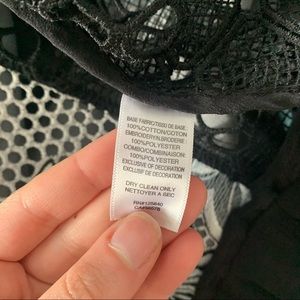 BASE FABRIC/TISSU DE BASE
100%COTTON/COTON
EMBROIDERY/BRODERIE
100%POLYESTER
COMBO/COMBINAISON:
100%POLYESTER
EXCLUSIVE OF DECORATION
EXCLUSIF DE DECORATION
DRY CLEAN ONLY
NETTOYER A SEC